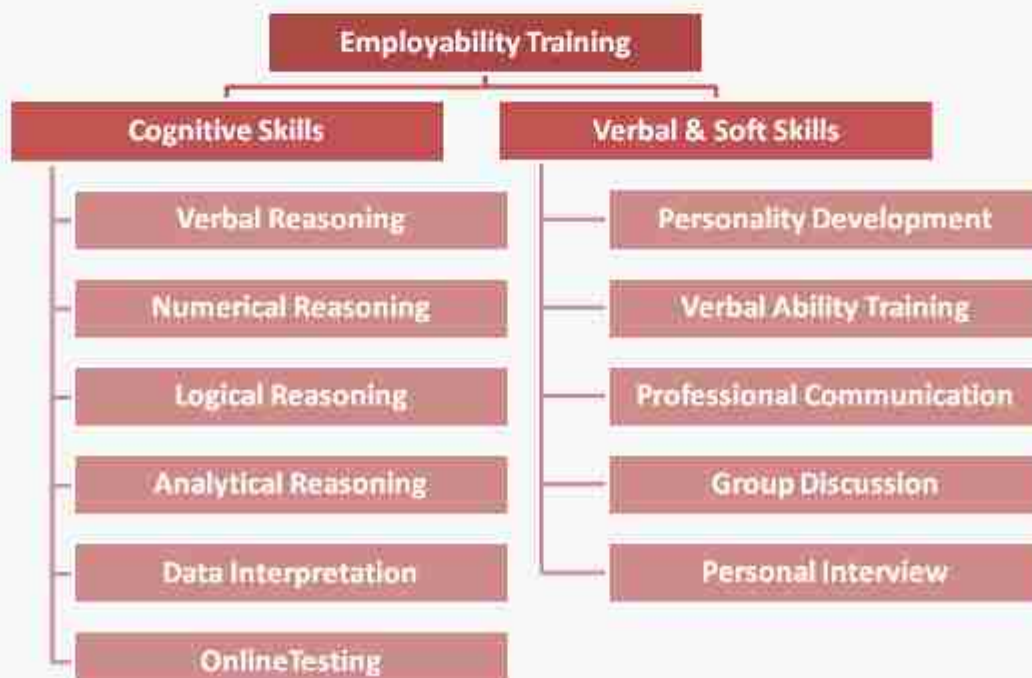 Employability Training
Cognitive Skills
Verbal Reasoning
Numerical Reasoning
Logical Reasoning
Analytical Reasoning
Data Interpretation
OnlineTesting
Verbal & Soft Skills
Personality Development
Verbal Ability Training
Professional Communication
Group Discussion
Personal Interview